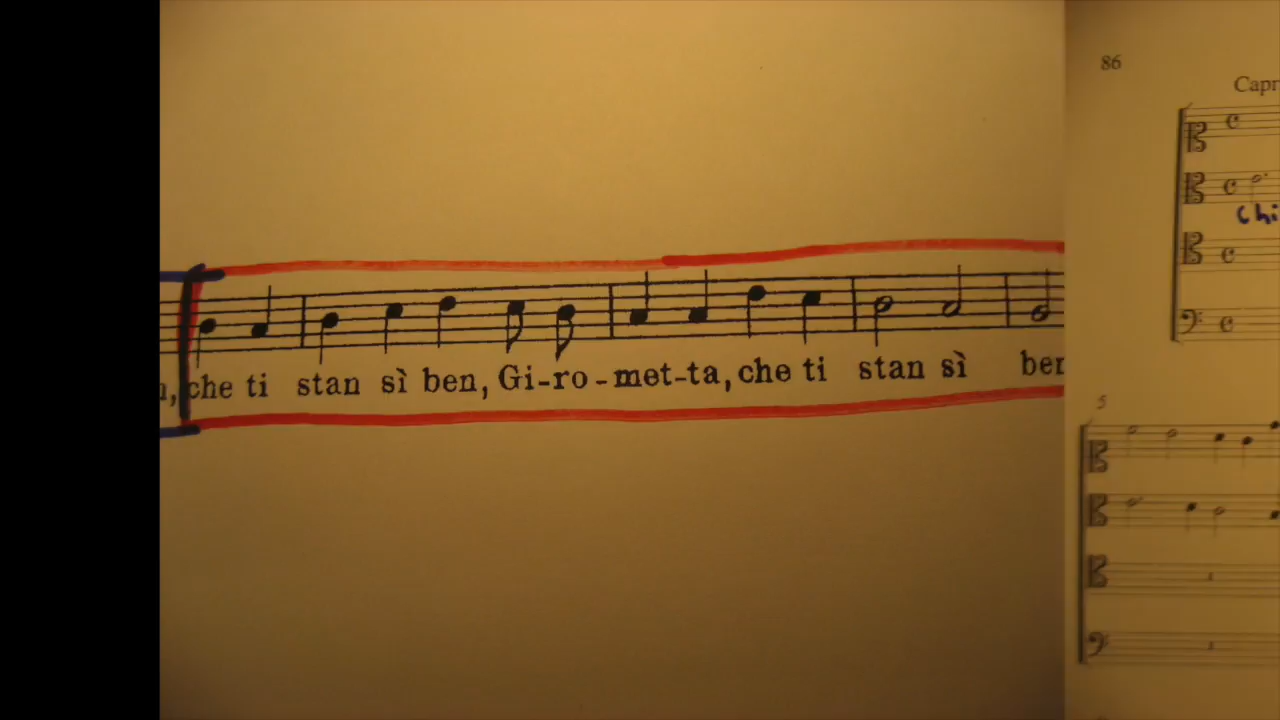 che ti stan sì ben, Gi-ro-met-ta, che ti stan sì ben
86
Capr
Chi
5